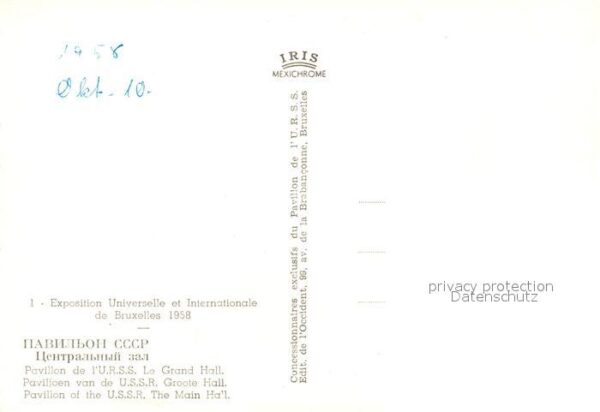 1958
Okt. 10.
IRIS
MEXICHROME
Concessionnaires exclusifs du Pavillon de l'U.R.S.S.
Edit. de l'Occident, 99, av. de la Brabançonne, Bruxelles
privacy protection
Datenschutz
1 - Exposition Universelle et Internationale
de Bruxelles 1958
ПАВИЛЬОН СССР
Центральный зал
Pavillon de l'U.R.S.S. Le Grand Hall.
Paviljoen van de U.S.S.R. Groote Hall.
Pavilion of the U.S.S.R. The Main Hall.